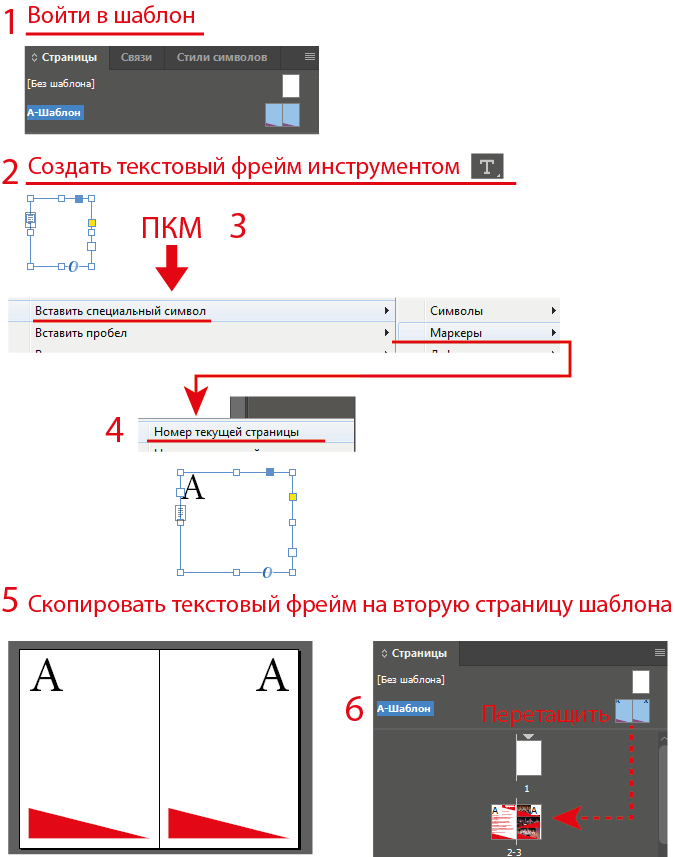 1 Войти в шаблон
Страницы Связи Стили символов
[Без шаблона]
A-Шаблон
2 Создать текстовый фрейм инструментом T
ПКМ 3
Вставить специальный символ Символы
Вставить пробел Маркеры
4
Номер текущей страницы
A
5 Скопировать текстовый фрейм на вторую страницу шаблона
A A
6
Страницы
[Без шаблона]
A-Шаблон Перетащить
1
A A
2-3